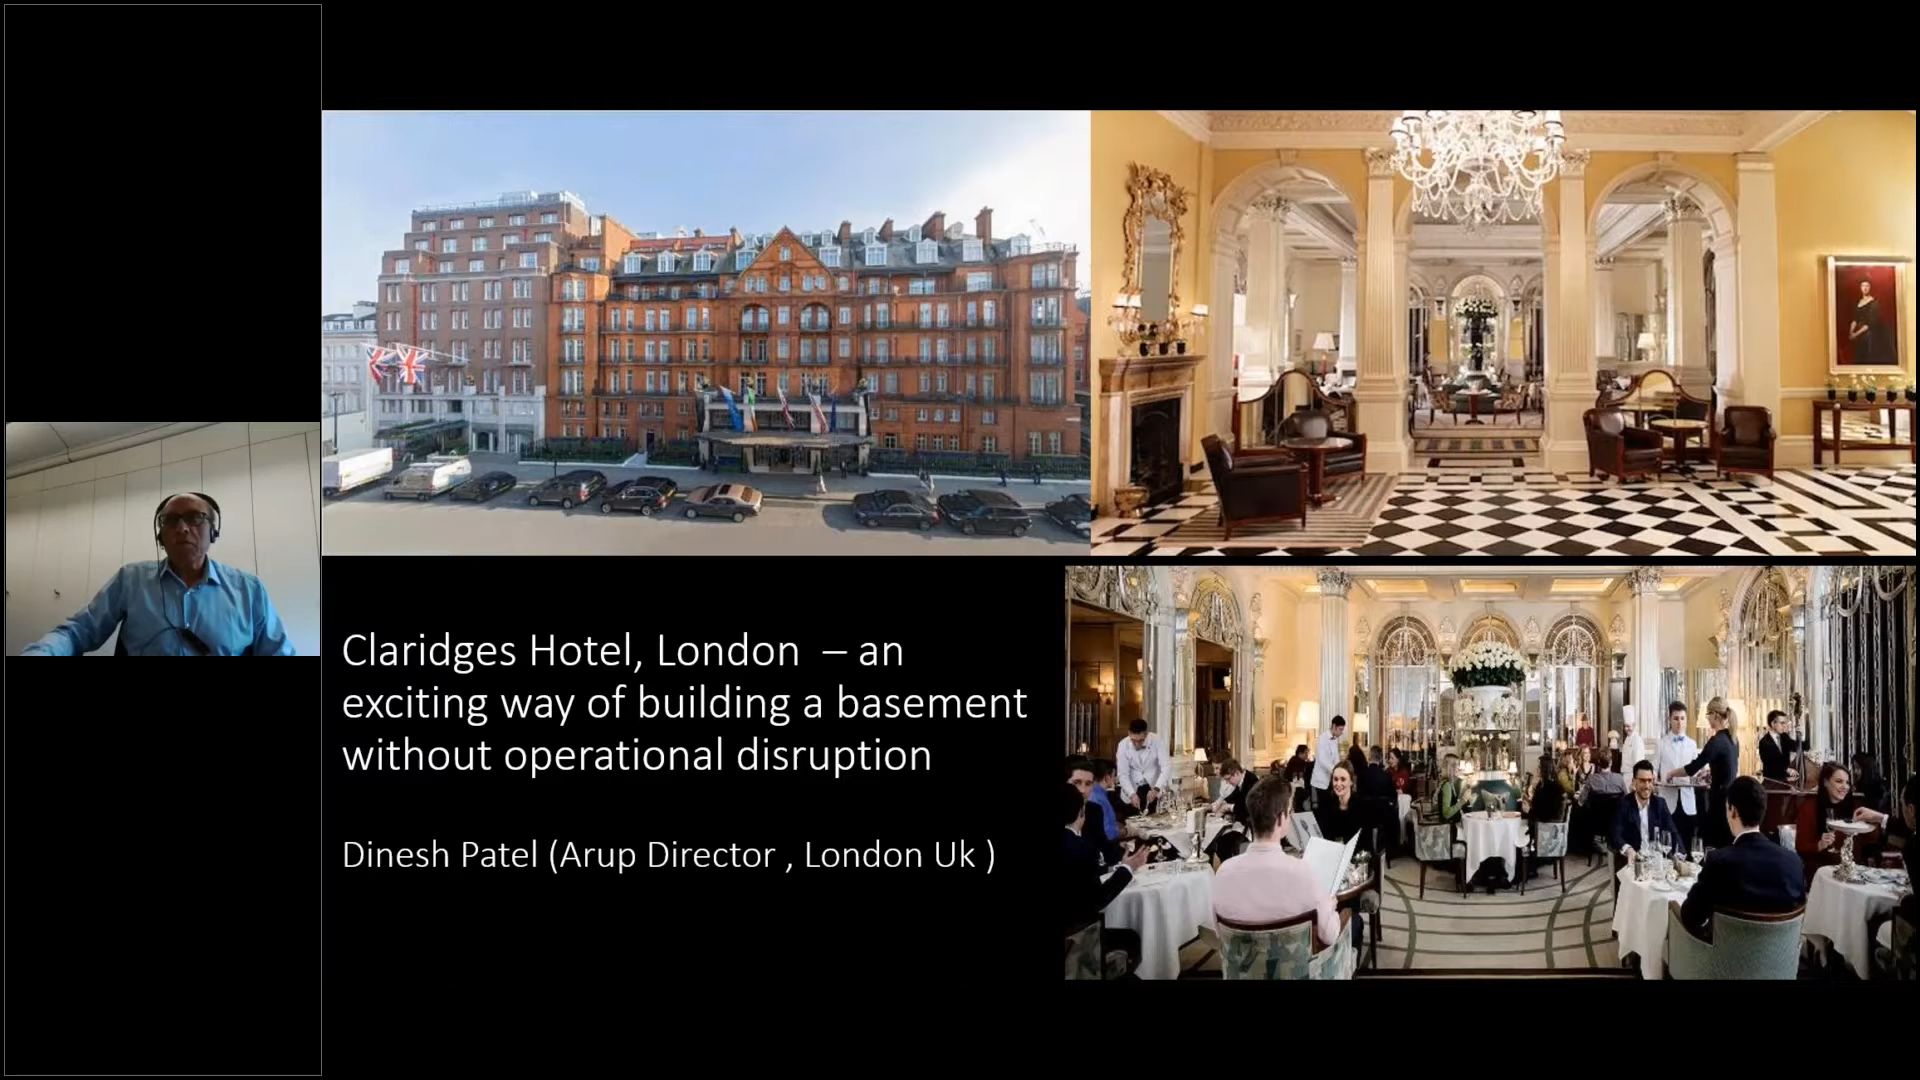 Claridges Hotel, London  – an
exciting way of building a basement
without operational disruption
Dinesh Patel (Arup Director , London Uk )